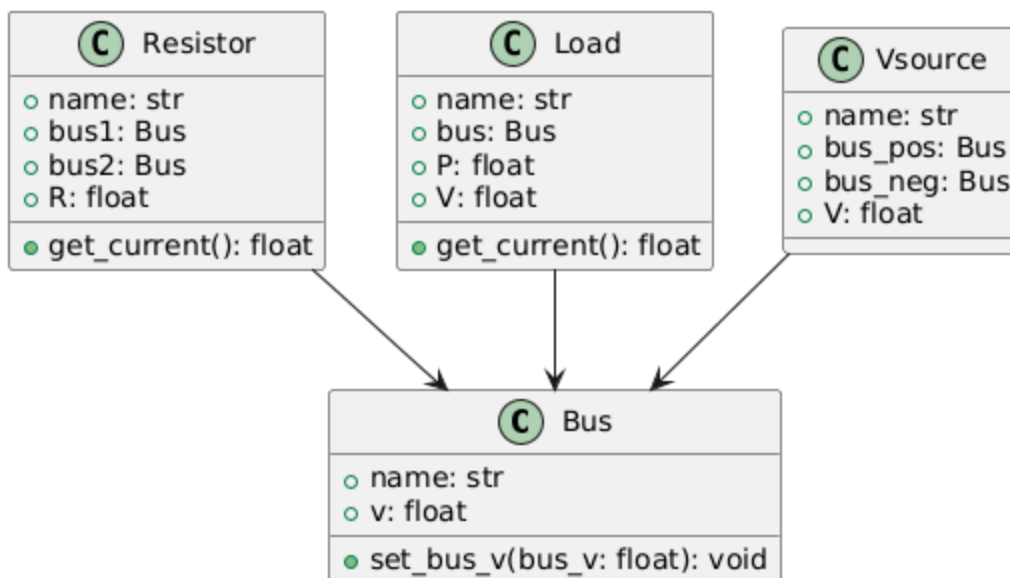 C Resistor
name: str
bus1: Bus
bus2: Bus
R: float
get_current(): float
C Load
name: str
bus: Bus
P: float
V: float
get_current(): float
C Vsource
name: str
bus_pos: Bus
bus_neg: Bus
V: float
C Bus
name: str
v: float
set_bus_v(bus_v: float): void